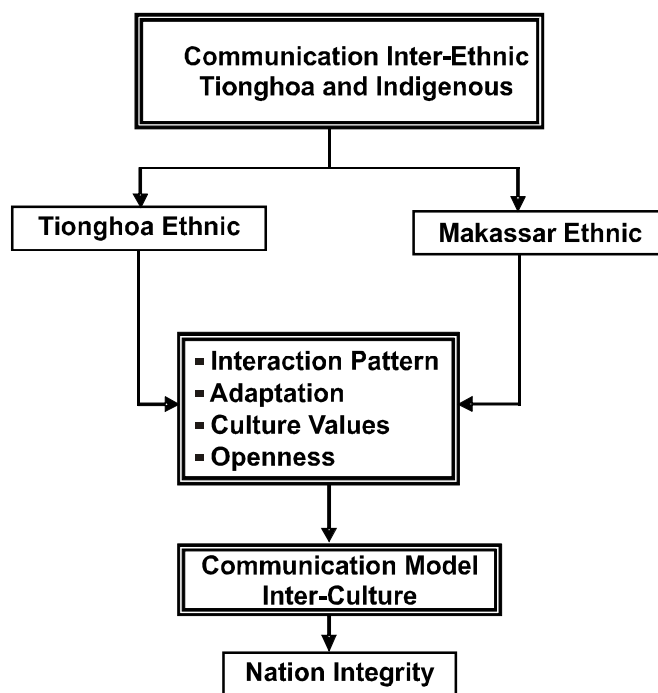 Communication Inter-Ethnic
Tionghoa and Indigenous
Tionghoa Ethnic
Makassar Ethnic
▪ Interaction Pattern
▪ Adaptation
▪ Culture Values
▪ Openness
Communication Model
Inter-Culture
Nation Integrity